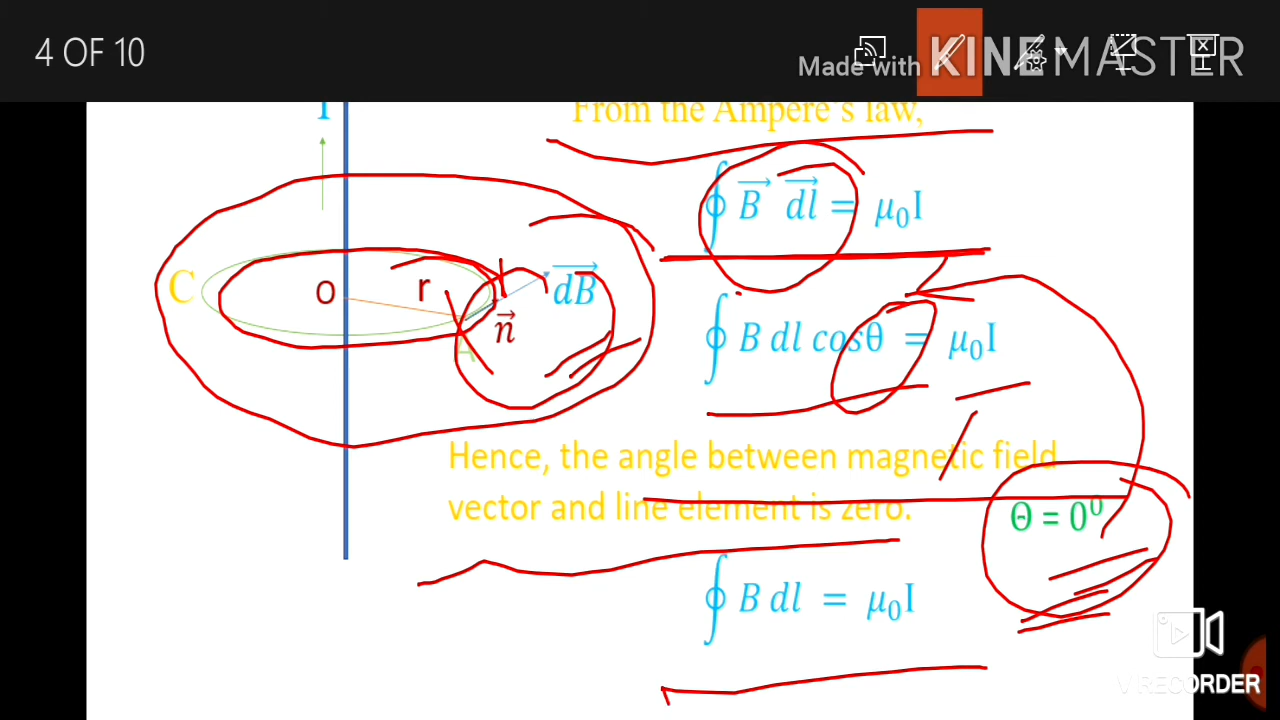 4 OF 10
Made with KINEMASTER
I
From the Ampere's law,
∮ B⃗ dl⃗ = μ₀I
C
O
r
dB⃗
n⃗
A
∮ B dl cosθ = μ₀I
Hence, the angle between magnetic field
vector and line element is zero.
Θ = 0⁰
∮ B dl = μ₀I
V RECORDER